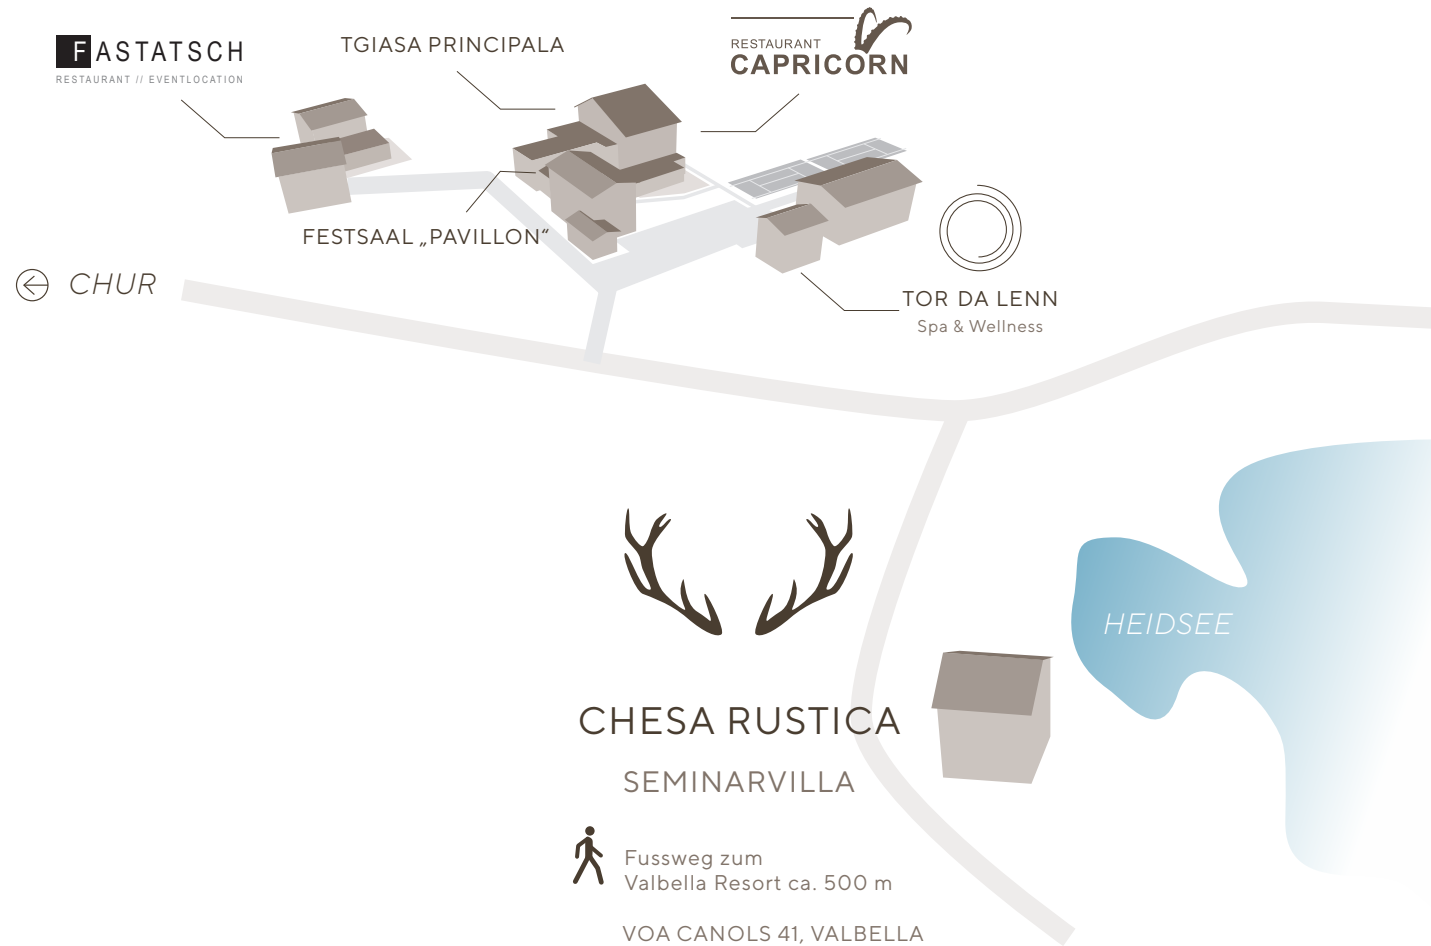 FASTATSCH
RESTAURANT // EVENTLOCATION
TGIASA PRINCIPALA
RESTAURANT
CAPRICORN
FESTSAAL „PAVILLON“
CHUR
TOR DA LENN
Spa & Wellness
HEIDSEE
CHESA RUSTICA
SEMINARVILLA
Fussweg zum
Valbella Resort ca. 500 m
VOA CANOLS 41, VALBELLA